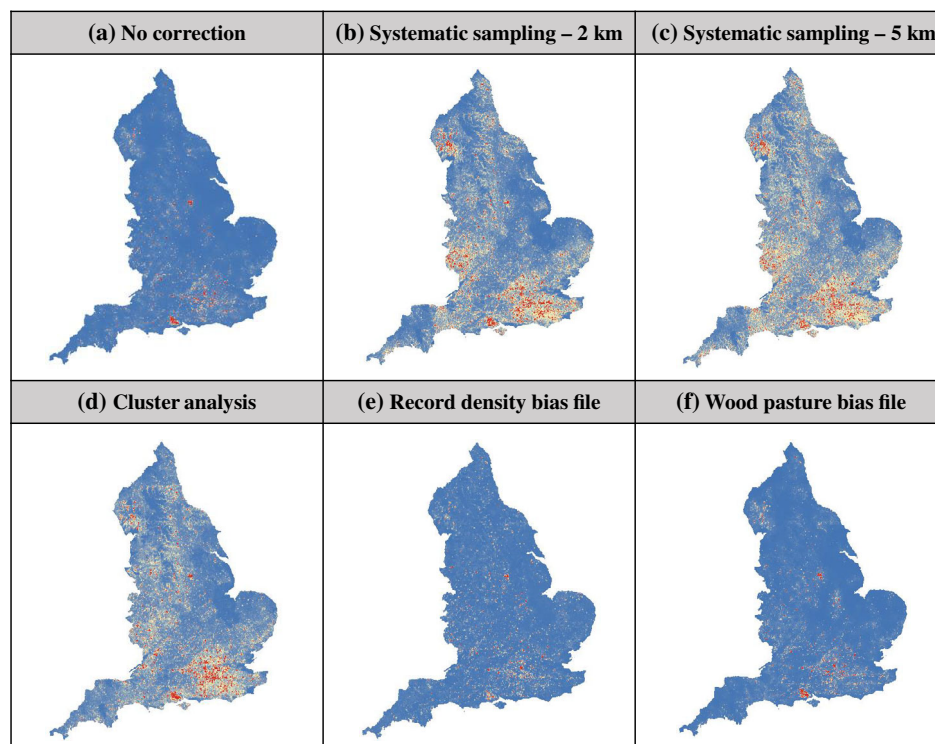 (a) No correction
(b) Systematic sampling – 2 km
(c) Systematic sampling – 5 km
(d) Cluster analysis
(e) Record density bias file
(f) Wood pasture bias file